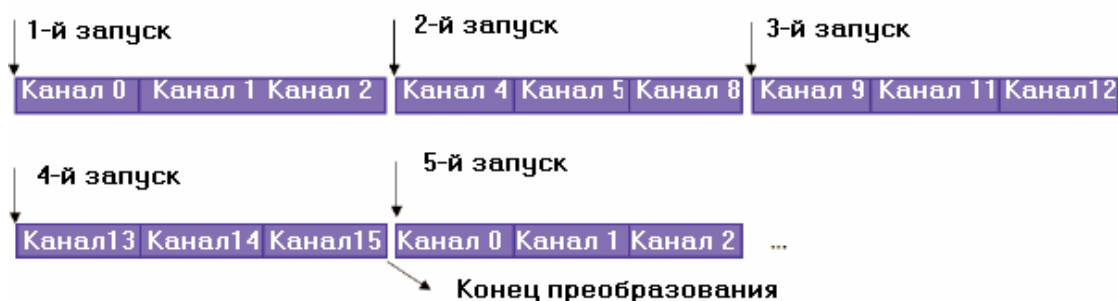 1-й запуск 2-й запуск 3-й запуск
Канал 0 Канал 1 Канал 2 Канал 4 Канал 5 Канал 8 Канал 9 Канал 11 Канал12
4-й запуск 5-й запуск
Канал13 Канал14 Канал15 Канал 0 Канал 1 Канал 2 ...
Конец преобразования